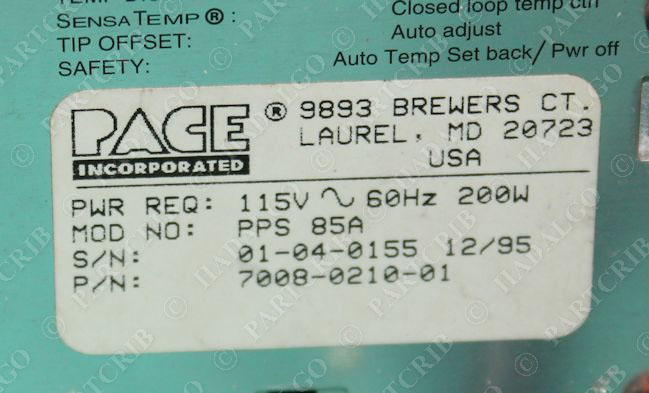 SENSATEMP®: Closed loop temp ctrl
TIP OFFSET: Auto adjust
SAFETY: Auto Temp Set back/ Pwr off
PACE ® 9893 BREWERS CT.
INCORPORATED LAUREL, MD 20723
USA
PWR REQ: 115V ∿ 60Hz 200W
MOD NO: PPS 85A
S/N: 01-04-0155 12/95
P/N: 7008-0210-01
© PARTCRIB © HADALGO